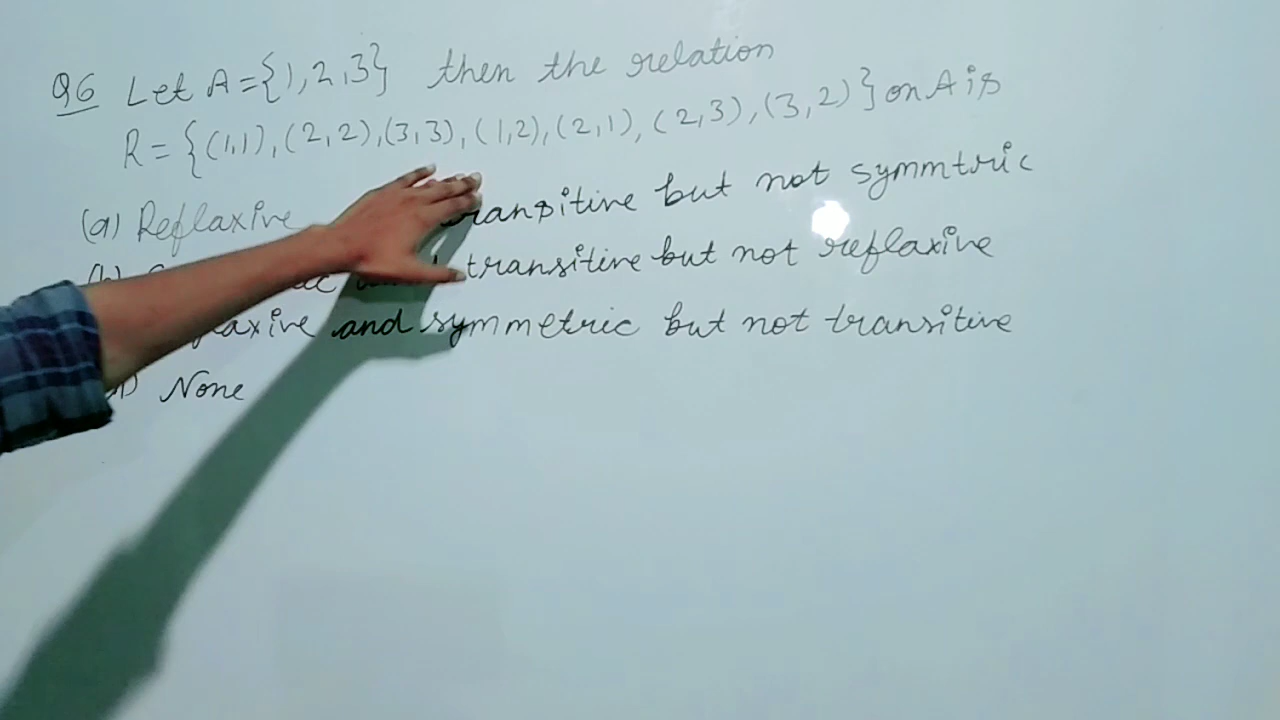 Q6 Let A={1,2,3} then the relation
R = {(1,1),(2,2),(3,3),(1,2),(2,1),(2,3),(3,2)} on A is
(a) Reflaxive transitive but not symmtric
transitive but not reflaxive
and symmetric but not transitive
None